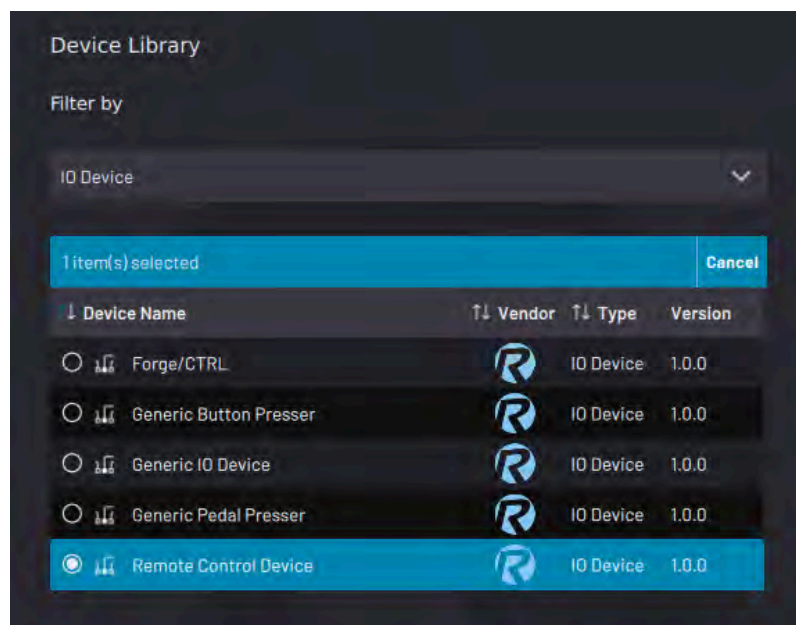 Device Library
Filter by
IO Device
1 item(s) selected Cancel
↓ Device Name ↑↓ Vendor ↑↓ Type Version
Forge/CTRL R IO Device 1.0.0
Generic Button Presser R IO Device 1.0.0
Generic IO Device R IO Device 1.0.0
Generic Pedal Presser R IO Device 1.0.0
Remote Control Device R IO Device 1.0.0